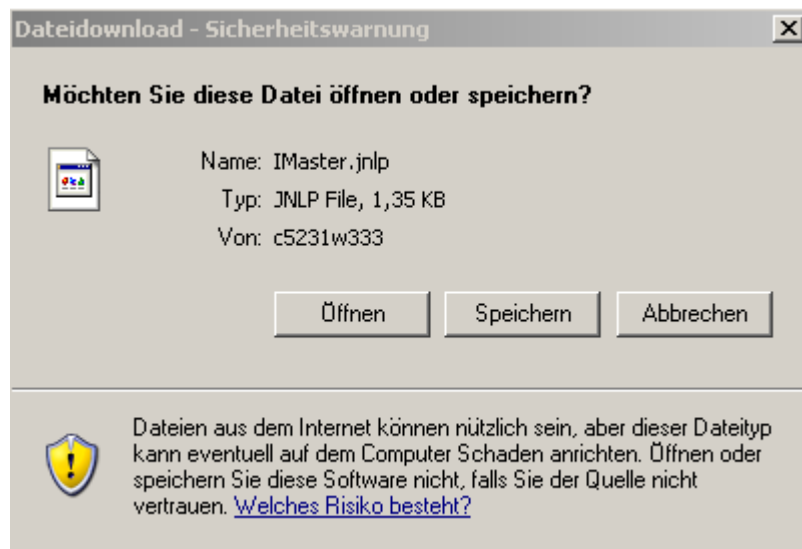 Dateidownload - Sicherheitswarnung
Möchten Sie diese Datei öffnen oder speichern?
Name: IMaster.jnlp
Typ: JNLP File, 1,35 KB
Von: c5231w333
Öffnen Speichern Abbrechen
Dateien aus dem Internet können nützlich sein, aber dieser Dateityp
kann eventuell auf dem Computer Schaden anrichten. Öffnen oder
speichern Sie diese Software nicht, falls Sie der Quelle nicht
vertrauen. Welches Risiko besteht?